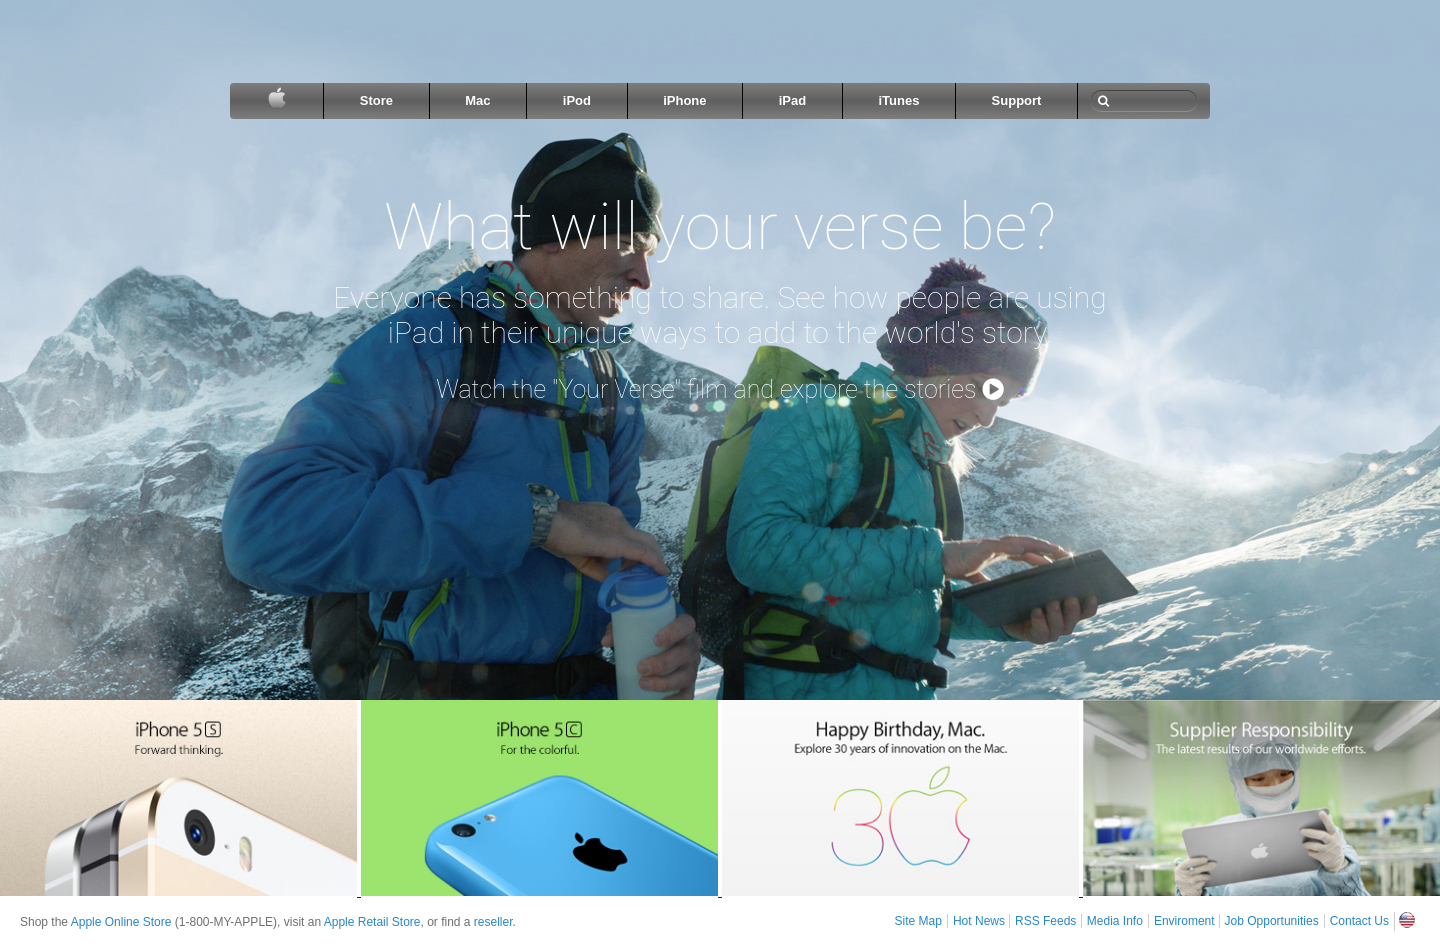 Store Mac iPod iPhone iPad iTunes Support
What will your verse be?
Everyone has something to share. See how people are using
iPad in their unique ways to add to the world's story.
Watch the "Your Verse" film and explore the stories
iPhone 5S
Forward thinking.
iPhone 5C
For the colorful.
Happy Birthday, Mac.
Explore 30 years of innovation on the Mac.
30
Supplier Responsibility
The latest results of our worldwide efforts.
Shop the Apple Online Store (1-800-MY-APPLE), visit an Apple Retail Store, or find a reseller.
Site Map Hot News RSS Feeds Media Info Enviroment Job Opportunities Contact Us